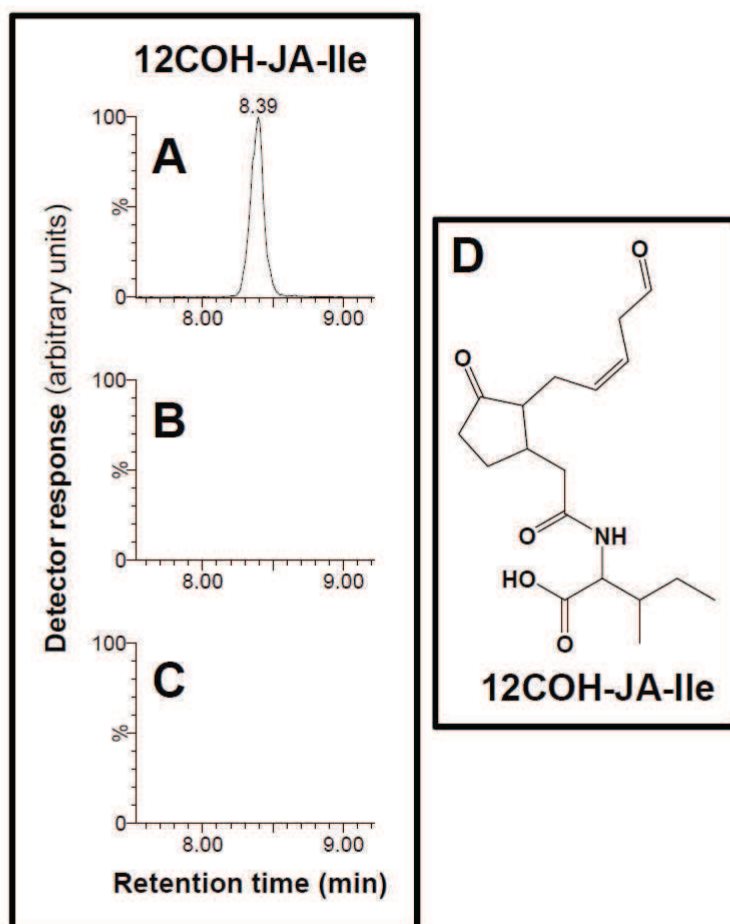 12COH-JA-Ile
8.39
A
100
%
0
8.00 9.00
B
100
%
0
8.00 9.00
C
100
%
0
8.00 9.00
Detector response (arbitrary units)
Retention time (min)
D
O
O
O
NH
HO
O
12COH-JA-Ile